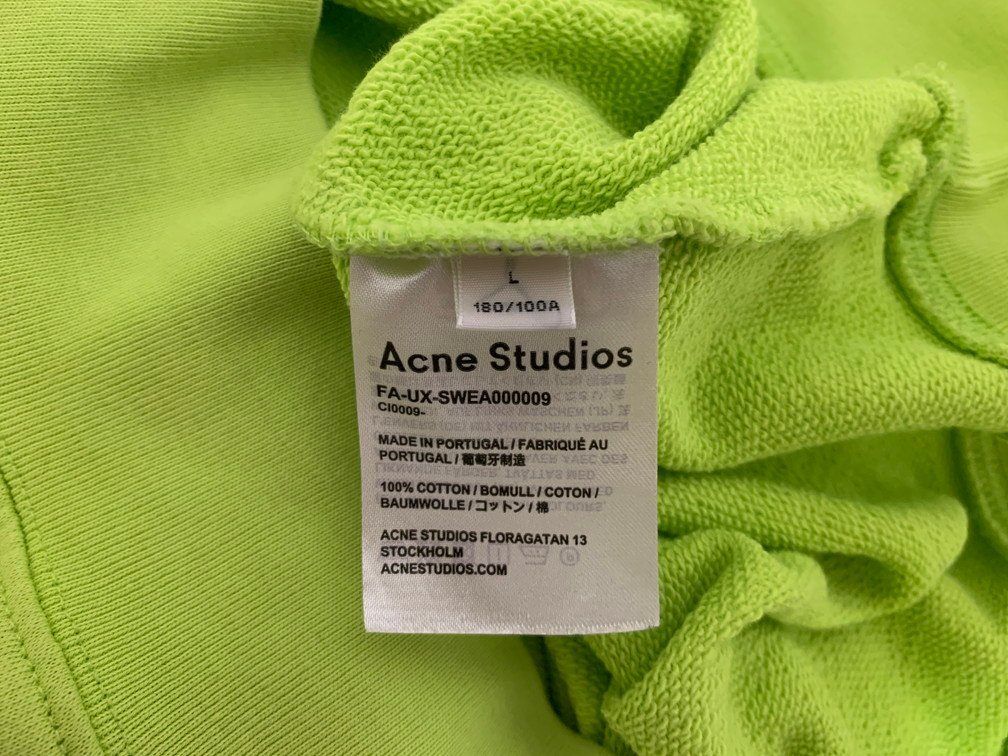 L
180/100A
Acne Studios
FA-UX-SWEA000009
CI0009-
MADE IN PORTUGAL / FABRIQUÉ AU
PORTUGAL / 葡萄牙制造
100% COTTON / BOMULL / COTON /
BAUMWOLLE / コットン / 棉
ACNE STUDIOS FLORAGATAN 13
STOCKHOLM
ACNESTUDIOS.COM